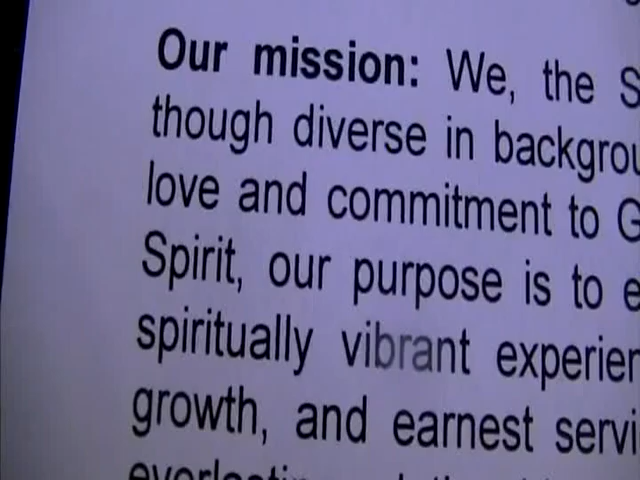 Our mission: We, the S
though diverse in backgrou
love and commitment to G
Spirit, our purpose is to e
spiritually vibrant experien
growth, and earnest servi